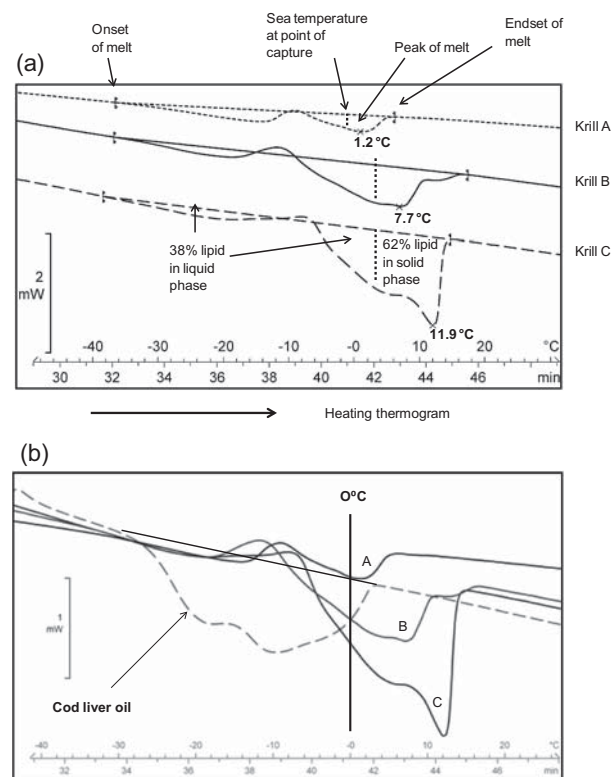 (a)
Onset
of melt
Sea temperature
at point of
capture
Peak of melt
Endset of
melt
Krill A
1.2 °C
Krill B
7.7 °C
Krill C
38% lipid
in liquid
phase
62% lipid
in solid
phase
2
mW
11.9 °C
-40 -30 -20 -10 -0 10 20 °C
30 32 34 36 38 40 42 44 46 min
Heating thermogram
(b)
O°C
A
1
mW
B
Cod liver oil
C
-40 -30 -20 -10 -0 10 20 °C
32 34 36 38 40 42 44 46 min